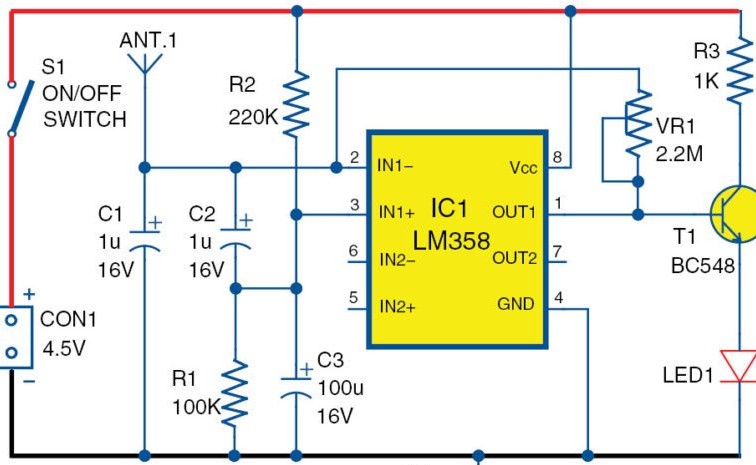 ANT.1
S1
ON/OFF
SWITCH
R2
220K
R3
1K
VR1
2.2M
2
IN1−
Vcc
8
C1
1u
16V
+
C2
1u
16V
+
3
IN1+
IC1
LM358
OUT1
1
T1
BC548
6
IN2−
OUT2
7
5
IN2+
GND
4
+
CON1
4.5V
−
R1
100K
+
C3
100u
16V
LED1